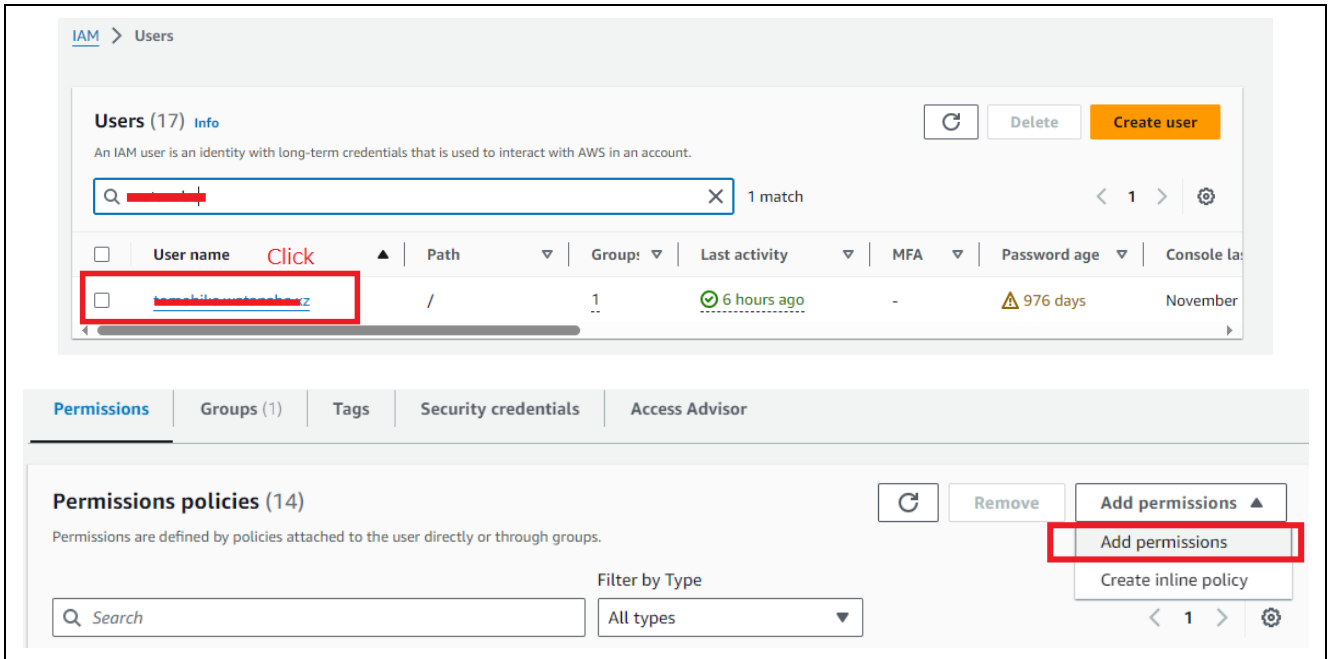 IAM > Users
Users (17) Info
Delete
Create user
An IAM user is an identity with long-term credentials that is used to interact with AWS in an account.
1 match
1
User name
Click
Path
Group:
Last activity
MFA
Password age
Console la
/
1
6 hours ago
-
976 days
November
Permissions
Groups (1)
Tags
Security credentials
Access Advisor
Permissions policies (14)
Remove
Add permissions
Permissions are defined by policies attached to the user directly or through groups.
Add permissions
Filter by Type
Create inline policy
Search
All types
1